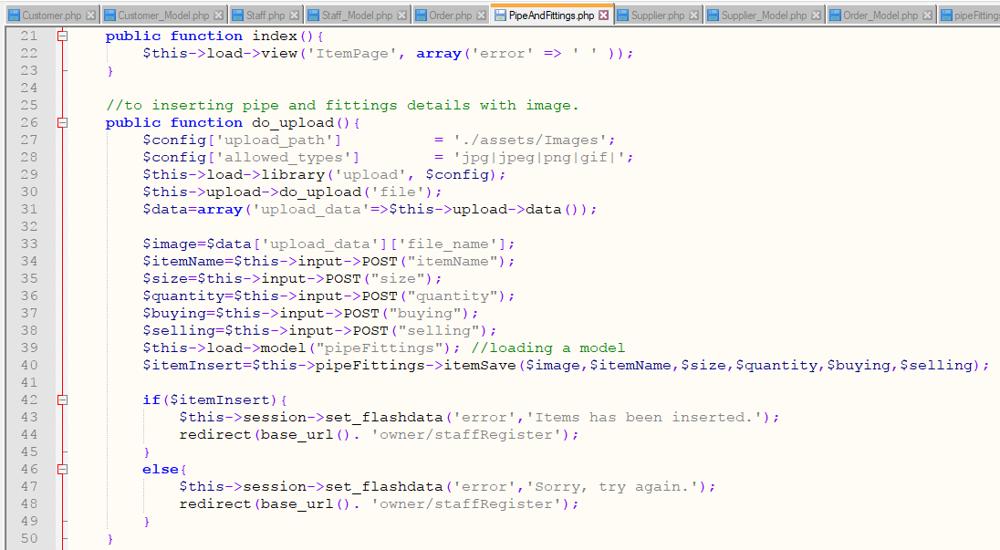 Customer.php Customer_Model.php Staff.php Staff_Model.php Order.php PipeAndFittings.php Supplier.php Supplier_Model.php Order_Model.php pipeFittings
21 public function index(){
22 $this->load->view('ItemPage', array('error' => ' ' ));
23 }
24
25 //to inserting pipe and fittings details with image.
26 public function do_upload(){
27 $config['upload_path'] = './assets/Images';
28 $config['allowed_types'] = 'jpg|jpeg|png|gif|';
29 $this->load->library('upload', $config);
30 $this->upload->do_upload('file');
31 $data=array('upload_data'=>$this->upload->data());
32
33 $image=$data['upload_data']['file_name'];
34 $itemName=$this->input->POST("itemName");
35 $size=$this->input->POST("size");
36 $quantity=$this->input->POST("quantity");
37 $buying=$this->input->POST("buying");
38 $selling=$this->input->POST("selling");
39 $this->load->model("pipeFittings"); //loading a model
40 $itemInsert=$this->pipeFittings->itemSave($image,$itemName,$size,$quantity,$buying,$selling);
41
42 if($itemInsert){
43 $this->session->set_flashdata('error','Items has been inserted.');
44 redirect(base_url(). 'owner/staffRegister');
45 }
46 else{
47 $this->session->set_flashdata('error','Sorry, try again.');
48 redirect(base_url(). 'owner/staffRegister');
49 }
50 }